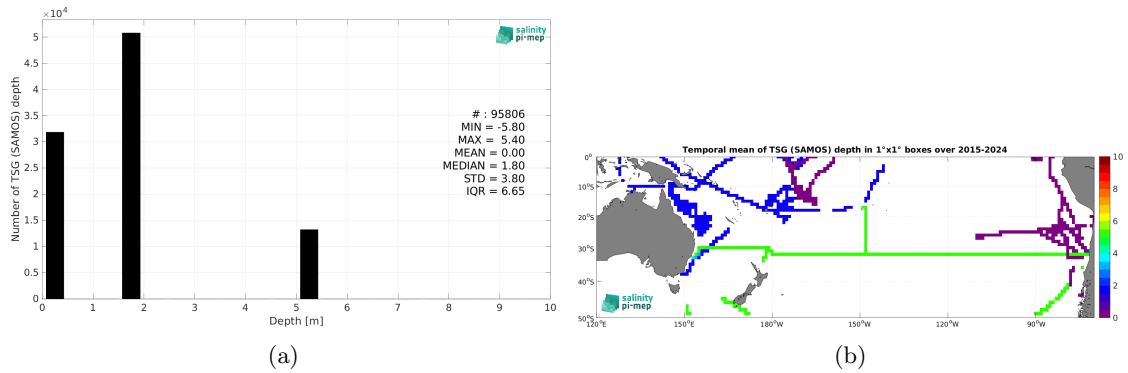 ×10⁴
5
4.5
4
3.5
3
2.5
2
1.5
1
0.5
0
Number of TSG (SAMOS) depth
0 1 2 3 4 5 6 7 8 9 10
Depth [m]
salinity
pi-mep
# : 95806
MIN = -5.80
MAX = 5.40
MEAN = 0.00
MEDIAN = 1.80
STD = 3.80
IQR = 6.65
(a)
Temporal mean of TSG (SAMOS) depth in 1°x1° boxes over 2015-2024
0°
10°S
20°S
30°S
40°S
50°S
120°E 150°E 180°W 150°W 120°W 90°W
10
8
6
4
2
0
salinity
pi-mep
(b)